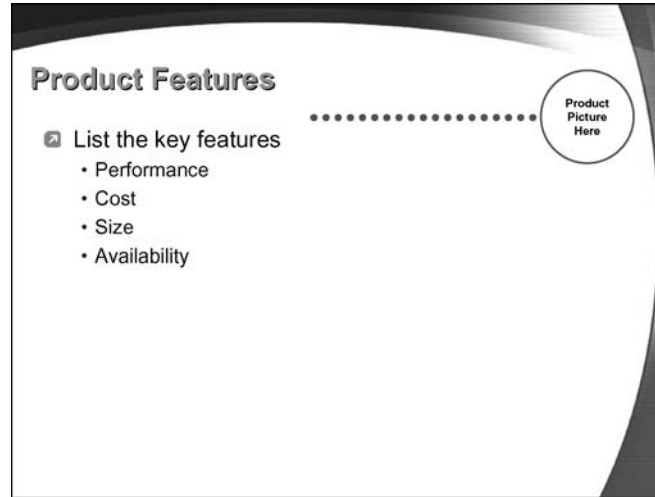 Product Features
Product
Picture
Here
List the key features
• Performance
• Cost
• Size
• Availability